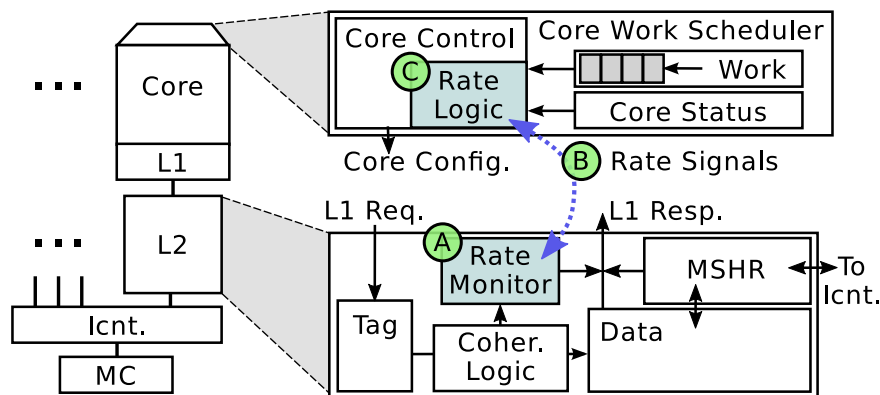 Core
L1
L2
Icnt.
MC
Core Control
Core Work Scheduler
C
Rate
Logic
Work
Core Status
Core Config.
B
Rate Signals
L1 Req.
L1 Resp.
A
Rate
Monitor
MSHR
To
Icnt.
Tag
Coher.
Logic
Data